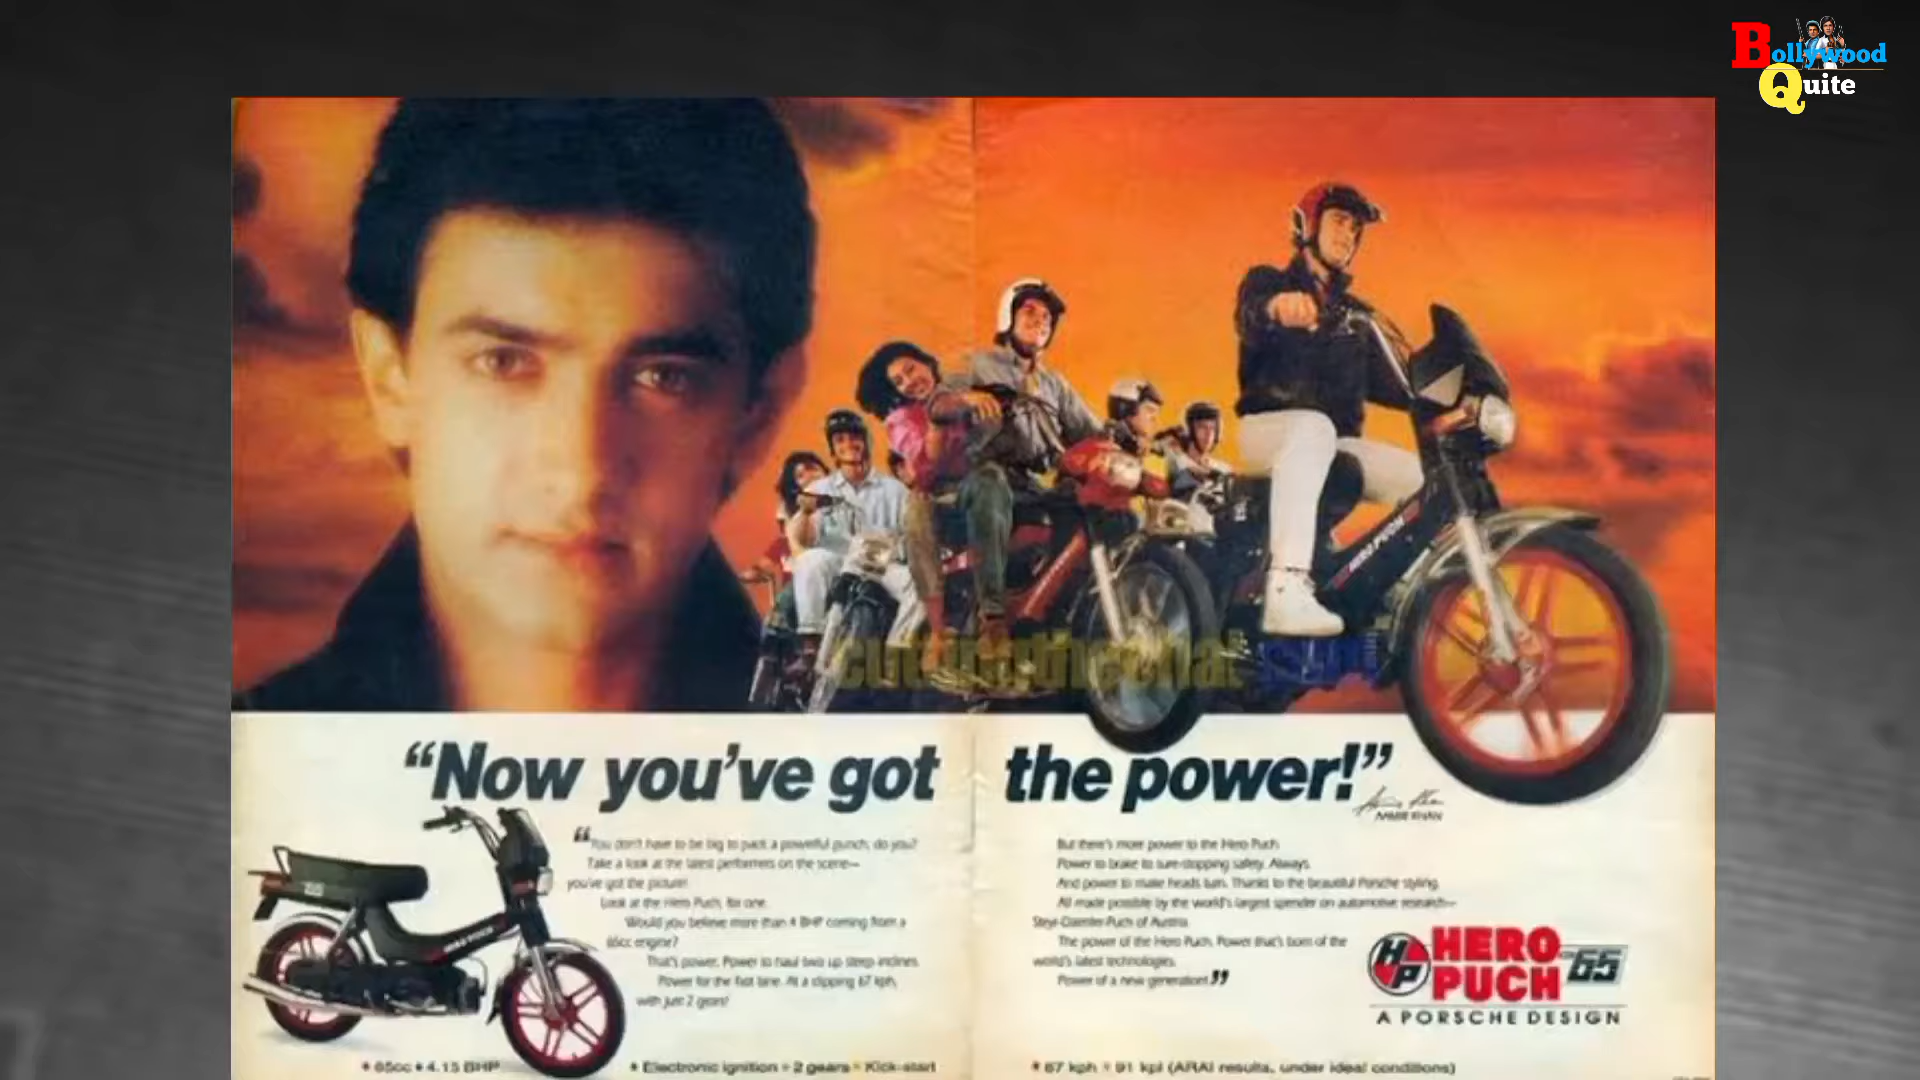 Bollywood
Quite
"Now you've got the power!"
AAMIR KHAN
"You don't have to be big to pack a powerful punch, do you?
Take a look at the latest performers on the scene—
you've got the picture!
Look at the Hero Puch, for one.
Would you believe more than 4 BHP coming from a
65cc engine?
That's power. Power to haul two up steep inclines.
Power for the fast lane. At a clipping 67 kph,
with just 2 gears!
But there's more power to the Hero Puch.
Power to brake to sure-stopping safety. Always.
And power to make heads turn. Thanks to the beautiful Porsche styling.
All made possible by the world's largest spender on automotive research—
Steyr-Daimler-Puch of Austria.
The power of the Hero Puch. Power that's born of the
world's latest technologies.
Power of a new generation!"
HERO PUCH
HERO PUCH
HP HERO
PUCH 65
A PORSCHE DESIGN
65cc 4.15 BHP Electronic ignition 2 gears Kick-start 67 kph 91 kpl (ARAI results, under ideal conditions)